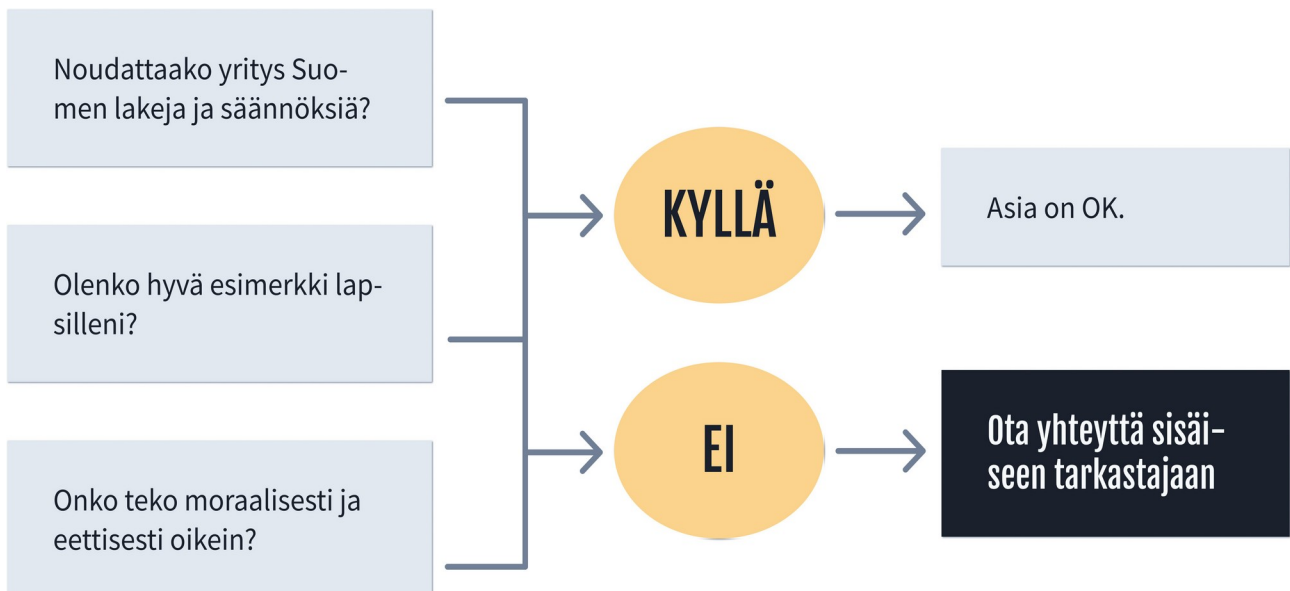 Noudattaako yritys Suo-
men lakeja ja säännöksiä?
Olenko hyvä esimerkki lap-
silleni?
Onko teko moraalisesti ja
eettisesti oikein?
KYLLÄ
EI
Asia on OK.
Ota yhteyttä sisäi-
seen tarkastajaan